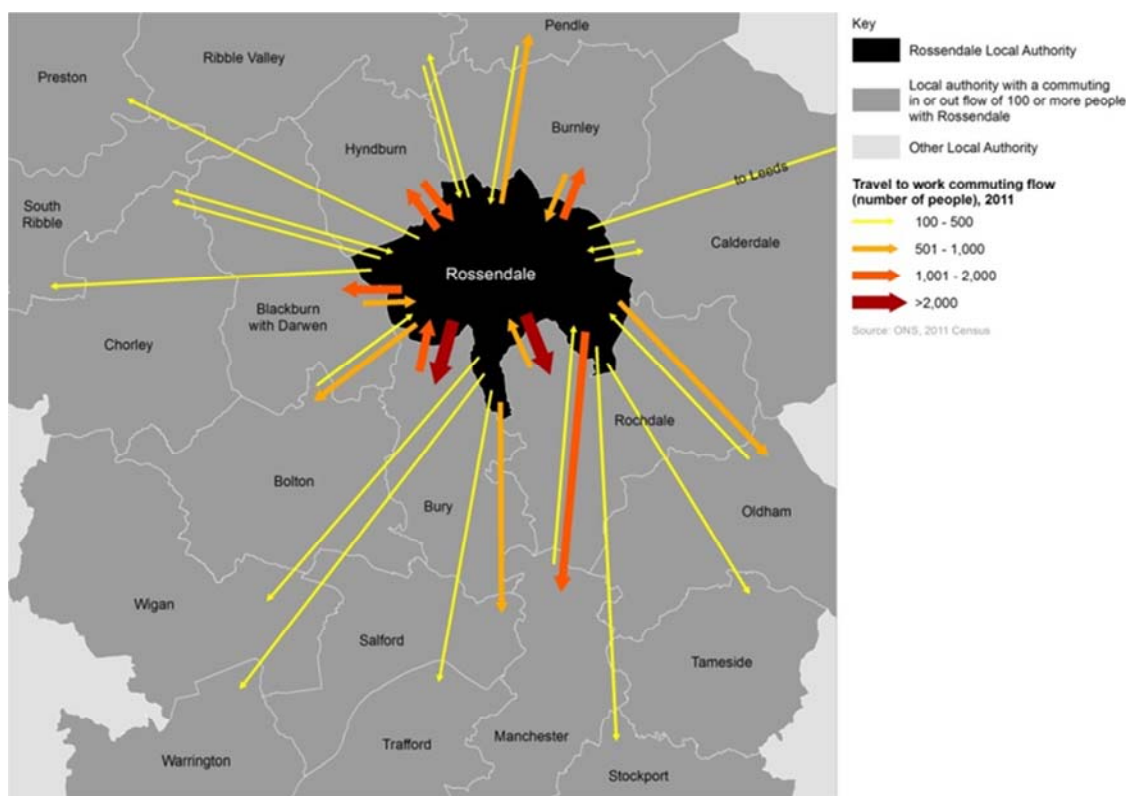 Pendle
Ribble Valley
Preston
Burnley
Hyndburn
to Leeds
South
Ribble
Calderdale
Rossendale
Blackburn
with Darwen
Chorley
Rochdale
Bolton
Bury
Oldham
Wigan
Salford
Tameside
Manchester
Trafford
Warrington
Stockport
Key
Rossendale Local Authority
Local authority with a commuting
in or out flow of 100 or more people
with Rossendale
Other Local Authority
Travel to work commuting flow
(number of people), 2011
100 - 500
501 - 1,000
1,001 - 2,000
>2,000
Source: ONS, 2011 Census